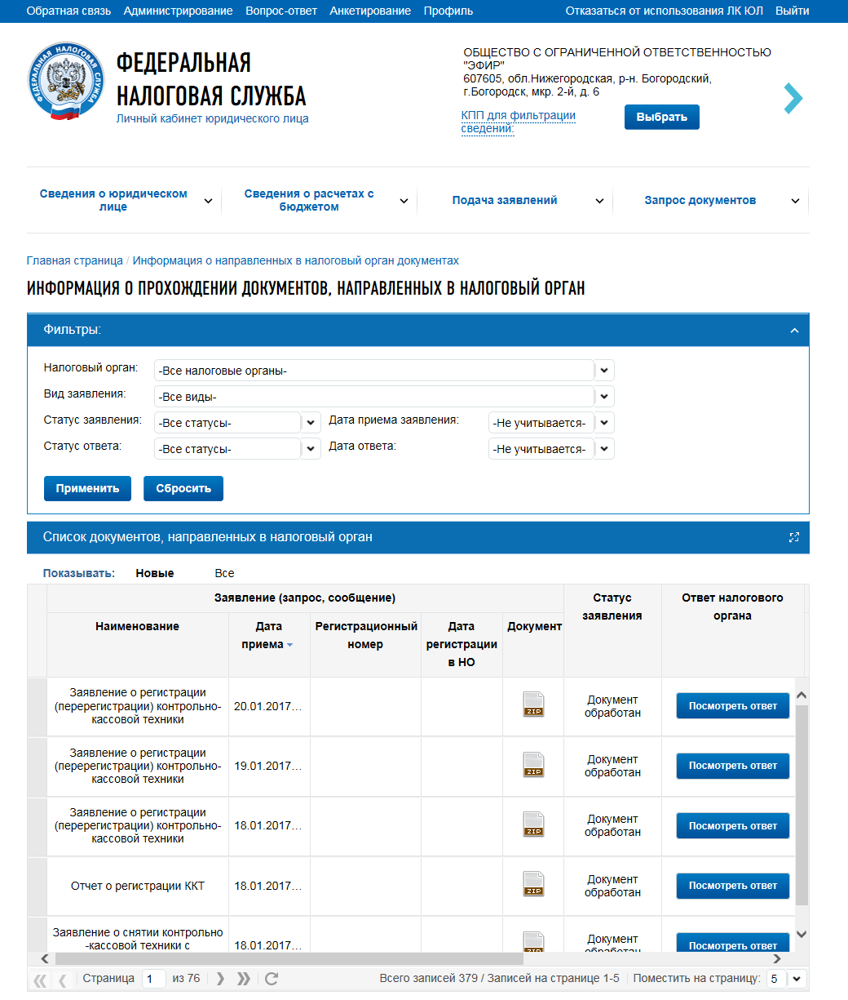 Обратная связь Администрирование Вопрос-ответ Анкетирование Профиль Отказаться от использования ЛК ЮЛ Выйти
ФЕДЕРАЛЬНАЯ НАЛОГОВАЯ СЛУЖБА
ФЕДЕРАЛЬНАЯ
НАЛОГОВАЯ СЛУЖБА
Личный кабинет юридического лица
ОБЩЕСТВО С ОГРАНИЧЕННОЙ ОТВЕТСТВЕННОСТЬЮ
"ЭФИР"
607605, обл.Нижегородская, р-н. Богородский,
г.Богородск, мкр. 2-й, д. 6
КПП для фильтрации
сведений:
Выбрать
Сведения о юридическом
лице
Сведения о расчетах с
бюджетом
Подача заявлений
Запрос документов
Главная страница / Информация о направленных в налоговый орган документах
ИНФОРМАЦИЯ О ПРОХОЖДЕНИИ ДОКУМЕНТОВ, НАПРАВЛЕННЫХ В НАЛОГОВЫЙ ОРГАН
Фильтры:
Налоговый орган: -Все налоговые органы-
Вид заявления: -Все виды-
Статус заявления: -Все статусы- Дата приема заявления: -Не учитывается-
Статус ответа: -Все статусы- Дата ответа: -Не учитывается-
Применить Сбросить
Список документов, направленных в налоговый орган
Показывать: Новые Все
Заявление (запрос, сообщение)
Статус
заявления
Ответ налогового
органа
Наименование
Дата
приема
Регистрационный
номер
Дата
регистрации
в НО
Документ
Заявление о регистрации
(перерегистрации) контрольно-
кассовой техники
20.01.2017...
ZIP
Документ
обработан
Посмотреть ответ
Заявление о регистрации
(перерегистрации) контрольно-
кассовой техники
19.01.2017...
ZIP
Документ
обработан
Посмотреть ответ
Заявление о регистрации
(перерегистрации) контрольно-
кассовой техники
18.01.2017...
ZIP
Документ
обработан
Посмотреть ответ
Отчет о регистрации ККТ
18.01.2017...
ZIP
Документ
обработан
Посмотреть ответ
Заявление о снятии контрольно
-кассовой техники с
18.01.2017...
ZIP
Документ
обработан
Посмотреть ответ
Страница 1 из 76 Всего записей 379 / Записей на странице 1-5 Поместить на страницу: 5